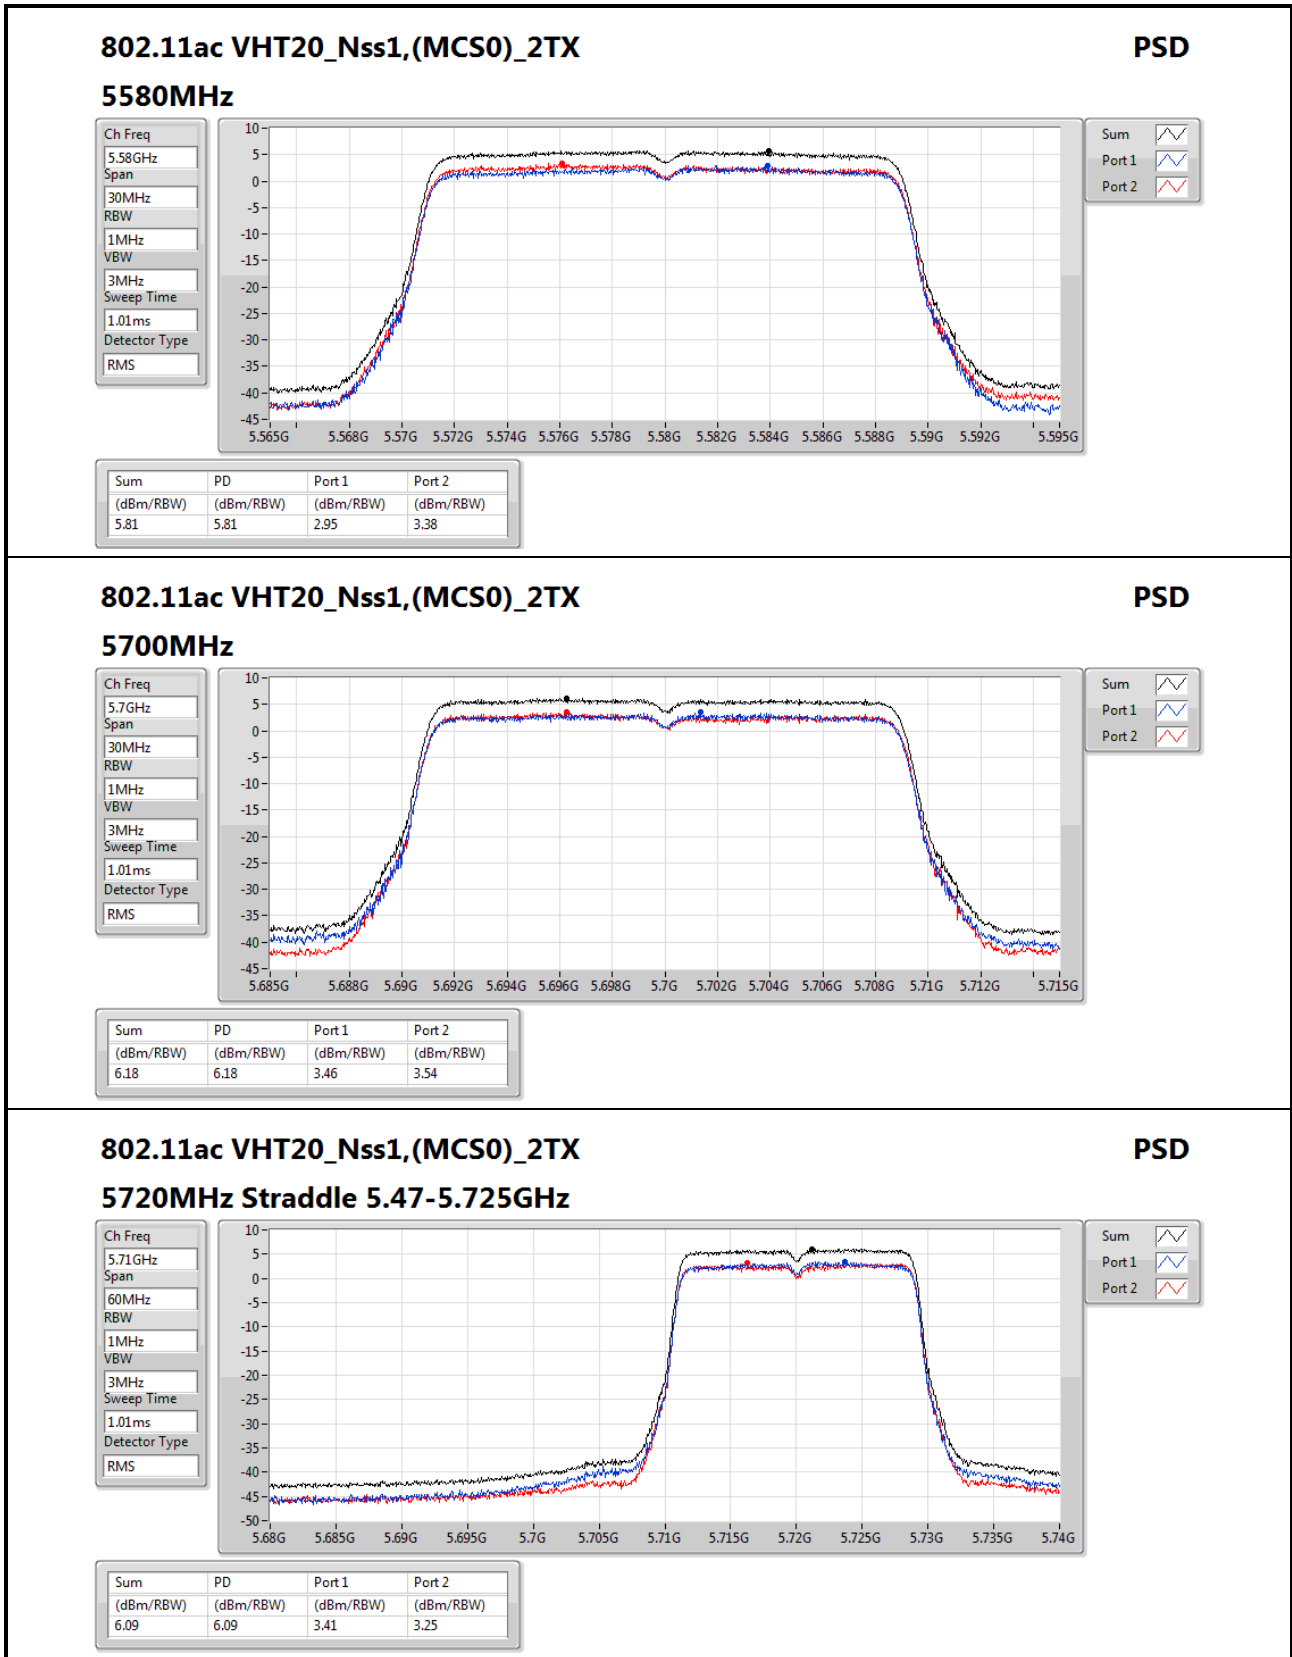 802.11ac VHT20_Nss1,(MCS0)_2TX PSD
5580MHz
Ch Freq
5.58GHz
Span
30MHz
RBW
1MHz
VBW
3MHz
Sweep Time
1.01ms
Detector Type
RMS
10
5
0
-5
-10
-15
-20
-25
-30
-35
-40
-45
5.565G 5.568G 5.57G 5.572G 5.574G 5.576G 5.578G 5.58G 5.582G 5.584G 5.586G 5.588G 5.59G 5.592G 5.595G
Sum
Port 1
Port 2
Sum PD Port 1 Port 2
(dBm/RBW) (dBm/RBW) (dBm/RBW) (dBm/RBW)
5.81 5.81 2.95 3.38
802.11ac VHT20_Nss1,(MCS0)_2TX PSD
5700MHz
Ch Freq
5.7GHz
Span
30MHz
RBW
1MHz
VBW
3MHz
Sweep Time
1.01ms
Detector Type
RMS
10
5
0
-5
-10
-15
-20
-25
-30
-35
-40
-45
5.685G 5.688G 5.69G 5.692G 5.694G 5.696G 5.698G 5.7G 5.702G 5.704G 5.706G 5.708G 5.71G 5.712G 5.715G
Sum
Port 1
Port 2
Sum PD Port 1 Port 2
(dBm/RBW) (dBm/RBW) (dBm/RBW) (dBm/RBW)
6.18 6.18 3.46 3.54
802.11ac VHT20_Nss1,(MCS0)_2TX PSD
5720MHz Straddle 5.47-5.725GHz
Ch Freq
5.71GHz
Span
60MHz
RBW
1MHz
VBW
3MHz
Sweep Time
1.01ms
Detector Type
RMS
10
5
0
-5
-10
-15
-20
-25
-30
-35
-40
-45
-50
5.68G 5.685G 5.69G 5.695G 5.7G 5.705G 5.71G 5.715G 5.72G 5.725G 5.73G 5.735G 5.74G
Sum
Port 1
Port 2
Sum PD Port 1 Port 2
(dBm/RBW) (dBm/RBW) (dBm/RBW) (dBm/RBW)
6.09 6.09 3.41 3.25